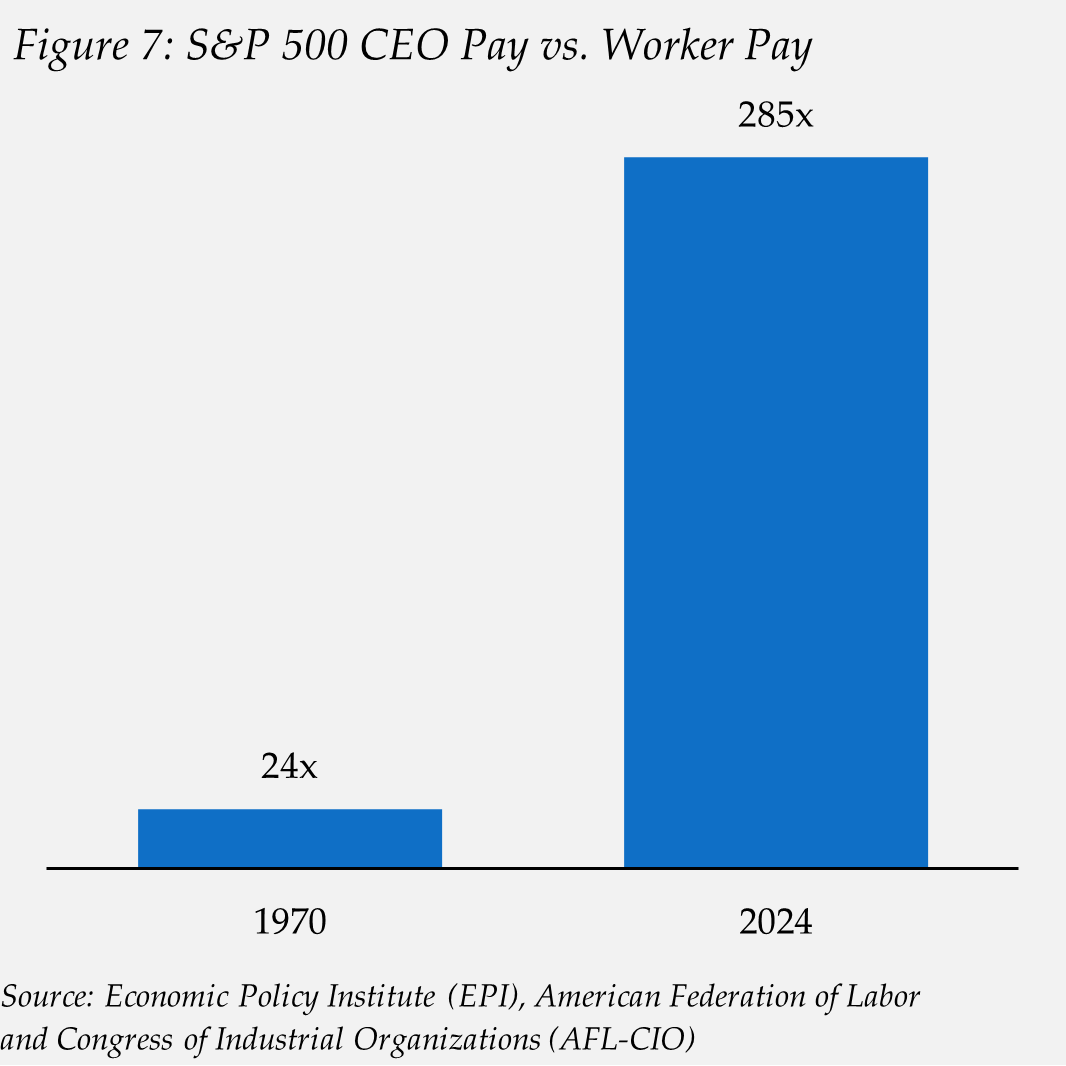 Figure 7: S&P 500 CEO Pay vs. Worker Pay
285x
24x
1970
2024
Source: Economic Policy Institute (EPI), American Federation of Labor
and Congress of Industrial Organizations (AFL-CIO)